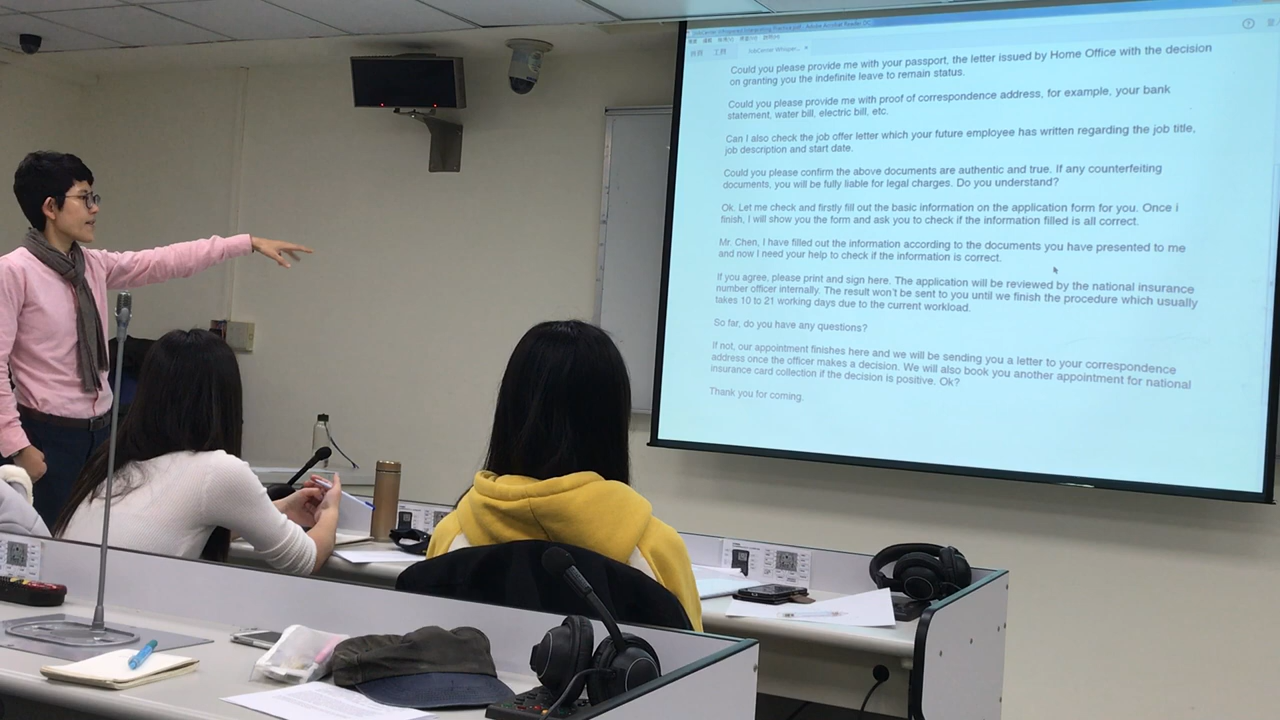 JobCenter Whispered Interpreting Practice.pdf - Adobe Acrobat Reader DC
JobCenter Whisper...
Could you please provide me with your passport, the letter issued by Home Office with the decision
on granting you the indefinite leave to remain status.
Could you please provide me with proof of correspondence address, for example, your bank
statement, water bill, electric bill, etc.
Can I also check the job offer letter which your future employee has written regarding the job title,
job description and start date.
Could you please confirm the above documents are authentic and true. If any counterfeiting
documents, you will be fully liable for legal charges. Do you understand?
Ok. Let me check and firstly fill out the basic information on the application form for you. Once i
finish, I will show you the form and ask you to check if the information filled is all correct.
Mr. Chen, I have filled out the information according to the documents you have presented to me
and now I need your help to check if the information is correct.
If you agree, please print and sign here. The application will be reviewed by the national insurance
number officer internally. The result won't be sent to you until we finish the procedure which usually
takes 10 to 21 working days due to the current workload.
So far, do you have any questions?
If not, our appointment finishes here and we will be sending you a letter to your correspondence
address once the officer makes a decision. We will also book you another appointment for national
insurance card collection if the decision is positive. Ok?
Thank you for coming.